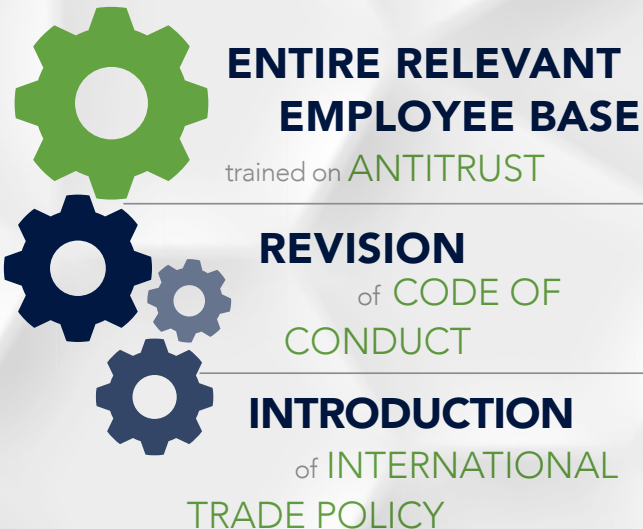 ENTIRE RELEVANT
EMPLOYEE BASE
trained on ANTITRUST
REVISION
of CODE OF
CONDUCT
INTRODUCTION
of INTERNATIONAL
TRADE POLICY